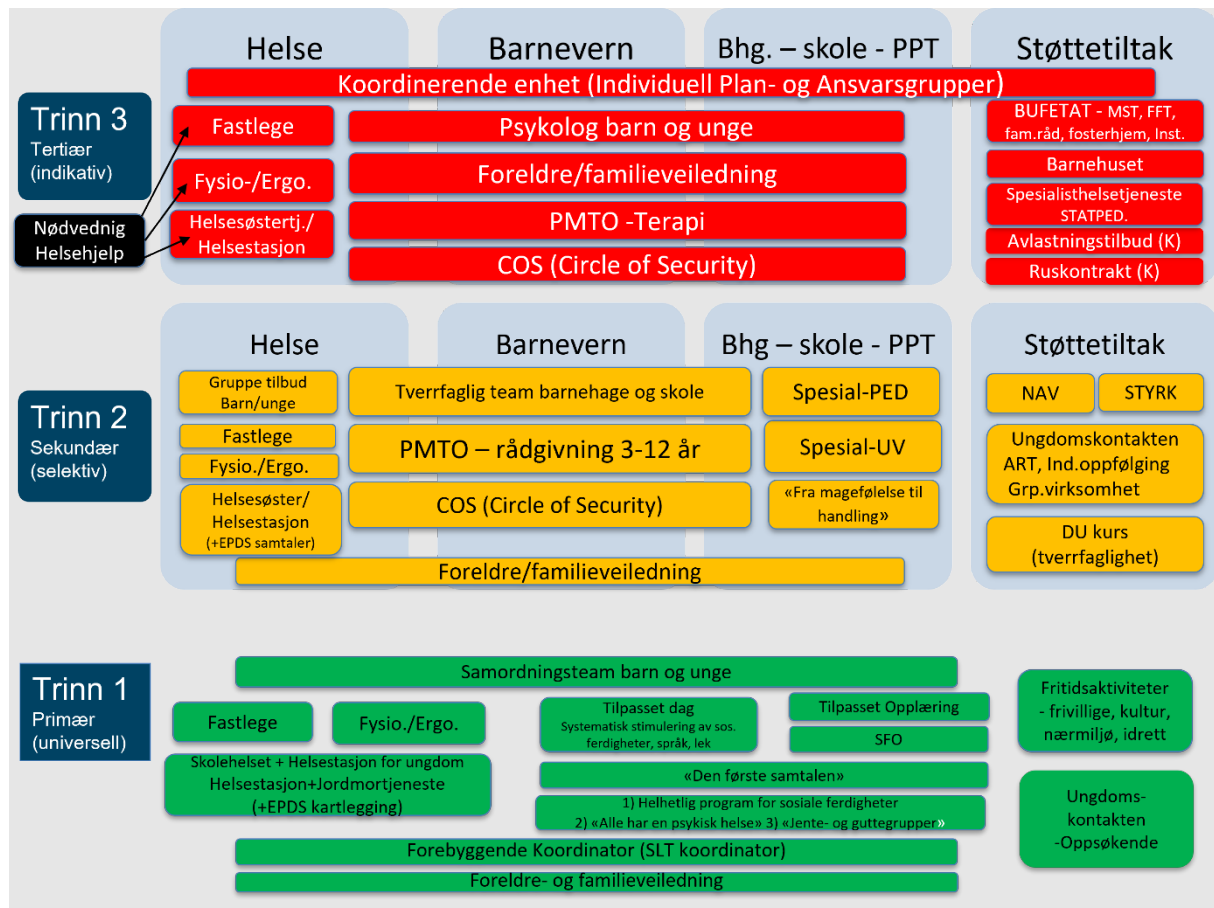 Helse
Barnevern
Bhg. – skole - PPT
Støttetiltak
Koordinerende enhet (Individuell Plan- og Ansvarsgrupper)
Trinn 3
Tertiær
(indikativ)
Nødvednig
Helsehjelp
Fastlege
Fysio-/Ergo.
Helsesøstertj./
Helsestasjon
Psykolog barn og unge
Foreldre/familieveiledning
PMTO -Terapi
COS (Circle of Security)
BUFETAT - MST, FFT,
fam.råd, fosterhjem, Inst.
Barnehuset
Spesialisthelsetjeneste
STATPED.
Avlastningstilbud (K)
Ruskontrakt (K)
Helse
Barnevern
Bhg – skole - PPT
Støttetiltak
Trinn 2
Sekundær
(selektiv)
Gruppe tilbud
Barn/unge
Fastlege
Fysio./Ergo.
Helsesøster/
Helsestasjon
(+EPDS samtaler)
Tverrfaglig team barnehage og skole
PMTO – rådgivning 3-12 år
COS (Circle of Security)
Spesial-PED
Spesial-UV
«Fra magefølelse til
handling»
Foreldre/familieveiledning
NAV
STYRK
Ungdomskontakten
ART, Ind.oppfølging
Grp.virksomhet
DU kurs
(tverrfaglighet)
Trinn 1
Primær
(universell)
Samordningsteam barn og unge
Fastlege
Fysio./Ergo.
Skolehelset + Helsestasjon for ungdom
Helsestasjon+Jordmortjeneste
(+EPDS kartlegging)
Tilpasset dag
Systematisk stimulering av sos.
ferdigheter, språk, lek
Tilpasset Opplæring
SFO
«Den første samtalen»
1) Helhetlig program for sosiale ferdigheter
2) «Alle har en psykisk helse» 3) «Jente- og guttegrupper»
Forebyggende Koordinator (SLT koordinator)
Foreldre- og familieveiledning
Fritidsaktiviteter
- frivillige, kultur,
nærmiljø, idrett
Ungdoms-
kontakten
-Oppsøkende